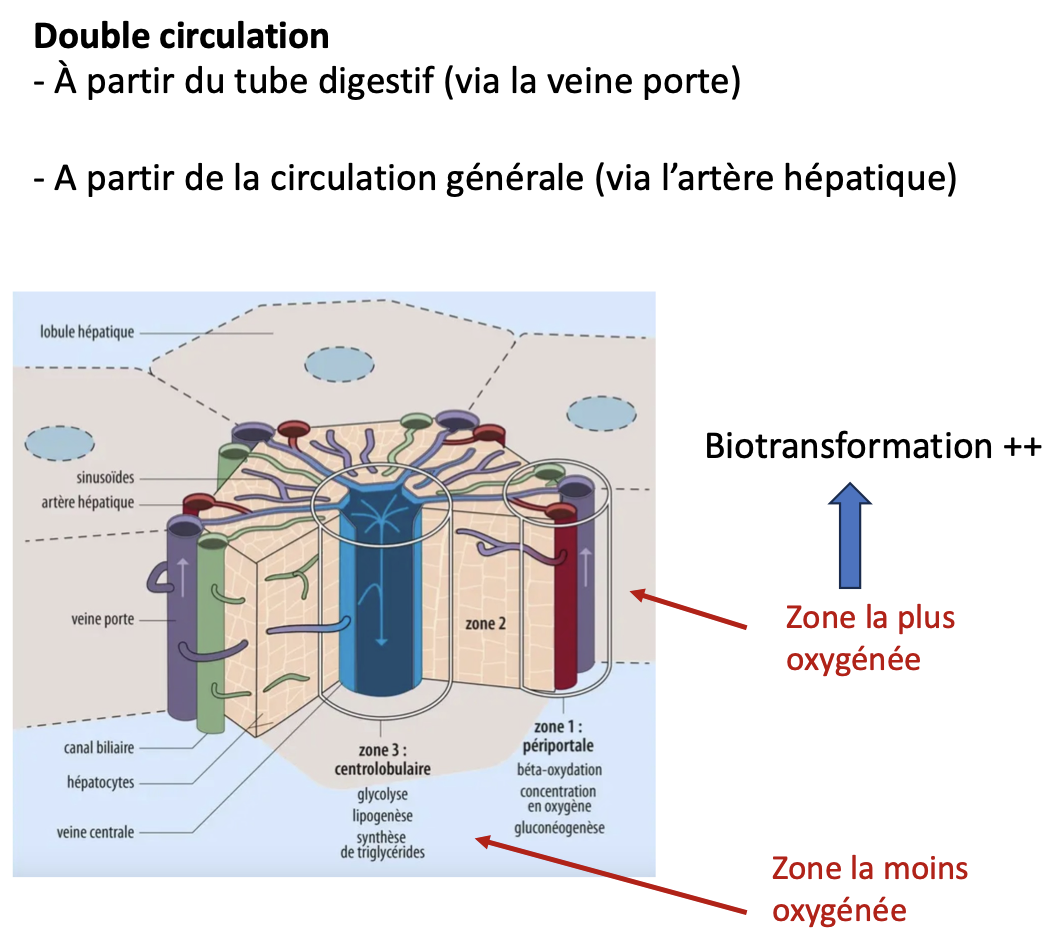 Double circulation
- À partir du tube digestif (via la veine porte)
- A partir de la circulation générale (via l’artère hépatique)
lobule hépatique
sinusoïdes
artère hépatique
veine porte
canal biliaire
hépatocytes
veine centrale
zone 2
zone 3 :
centrolobulaire
glycolyse
lipogenèse
synthèse
de triglycérides
zone 1 :
périportale
béta-oxydation
concentration
en oxygène
gluconéogenèse
Biotransformation ++
Zone la plus
oxygénée
Zone la moins
oxygénée